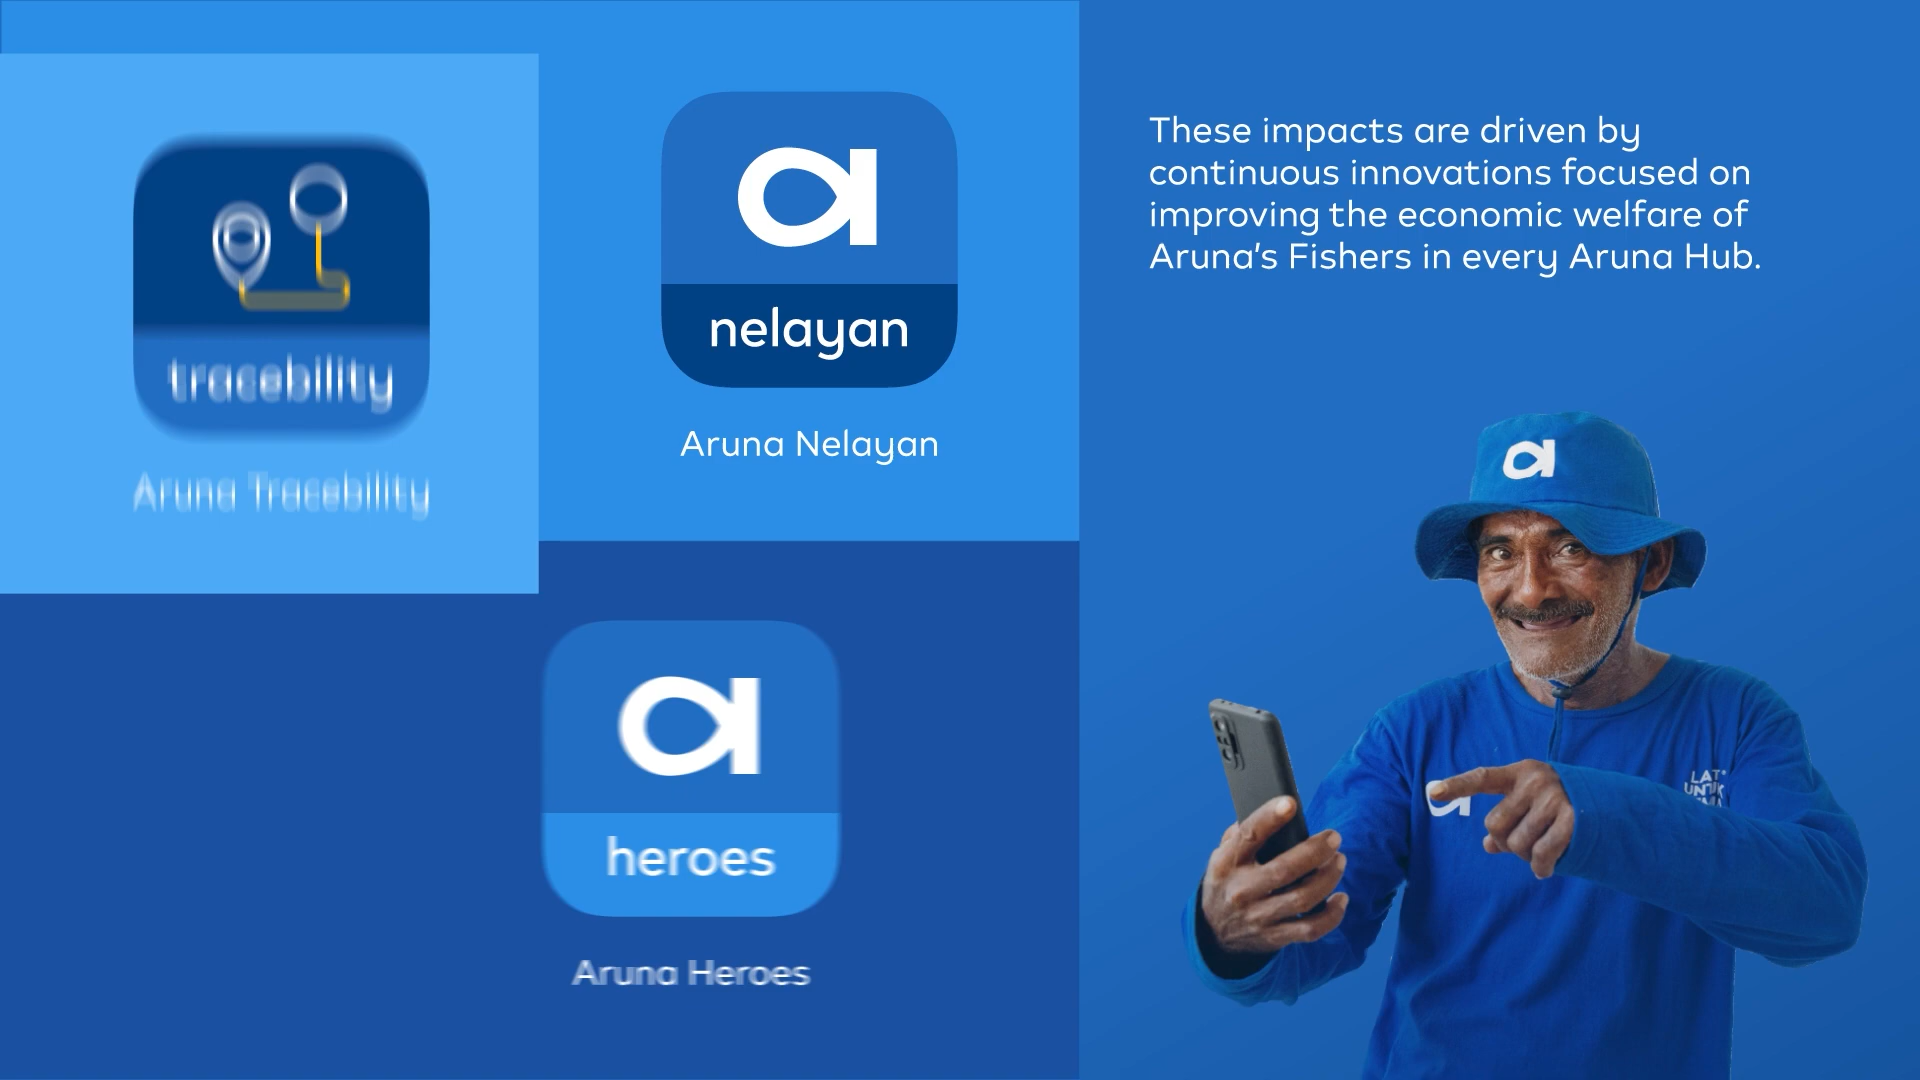 tracebility
Aruna Tracebility
nelayan
Aruna Nelayan
heroes
Aruna Heroes
These impacts are driven by
continuous innovations focused on
improving the economic welfare of
Aruna's Fishers in every Aruna Hub.
LAT